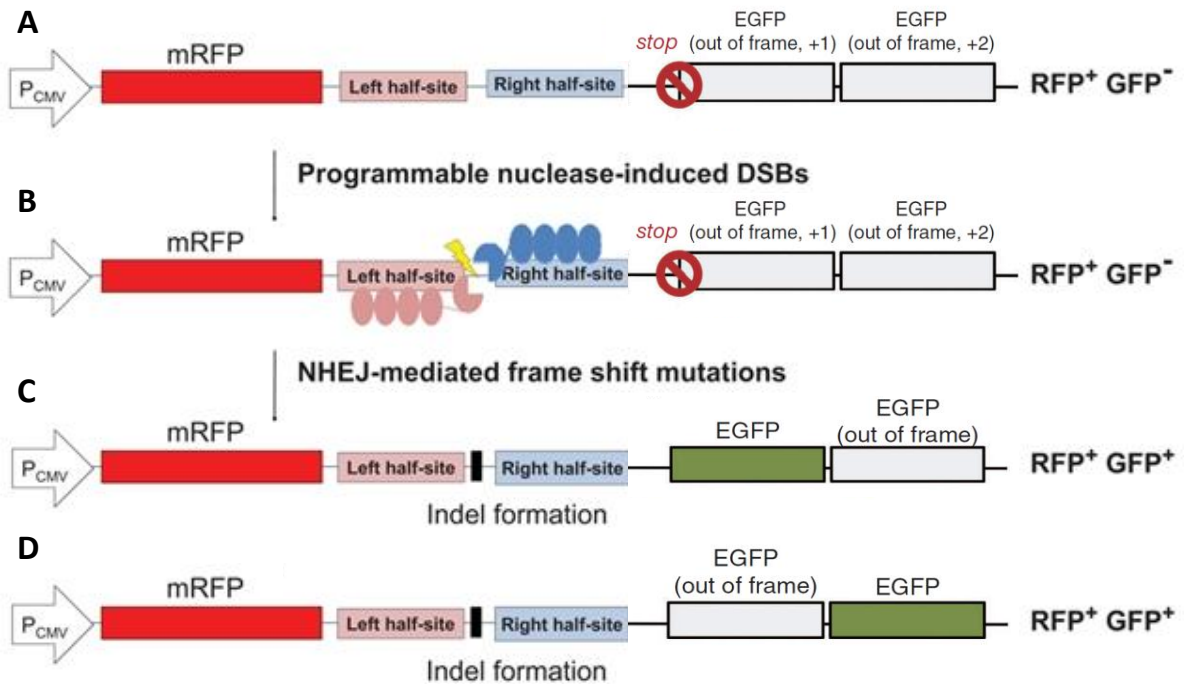 A
mRFP
EGFP
EGFP
stop
(out of frame, +1)
(out of frame, +2)
PCMV
Left half-site
Right half-site
RFP+ GFP-
Programmable nuclease-induced DSBs
B
mRFP
EGFP
EGFP
stop
(out of frame, +1)
(out of frame, +2)
PCMV
Left half-site
Right half-site
RFP+ GFP-
NHEJ-mediated frame shift mutations
C
mRFP
EGFP
EGFP
(out of frame)
PCMV
Left half-site
Right half-site
RFP+ GFP+
Indel formation
D
mRFP
EGFP
(out of frame)
EGFP
PCMV
Left half-site
Right half-site
RFP+ GFP+
Indel formation